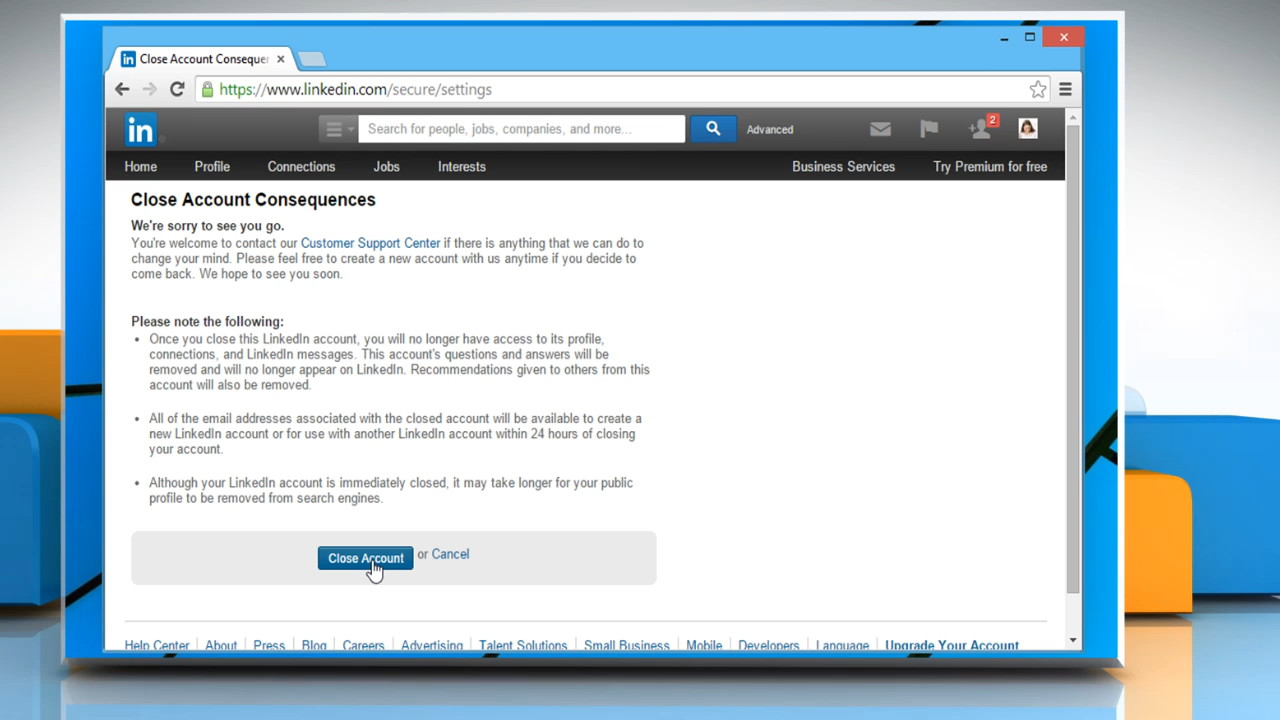 in Close Account Consequer ×
https://www.linkedin.com/secure/settings
in Search for people, jobs, companies, and more... Advanced 2
Home Profile Connections Jobs Interests Business Services Try Premium for free
Close Account Consequences
We're sorry to see you go.
You're welcome to contact our Customer Support Center if there is anything that we can do to
change your mind. Please feel free to create a new account with us anytime if you decide to
come back. We hope to see you soon.
Please note the following:
• Once you close this LinkedIn account, you will no longer have access to its profile,
connections, and LinkedIn messages. This account's questions and answers will be
removed and will no longer appear on LinkedIn. Recommendations given to others from this
account will also be removed.
• All of the email addresses associated with the closed account will be available to create a
new LinkedIn account or for use with another LinkedIn account within 24 hours of closing
your account.
• Although your LinkedIn account is immediately closed, it may take longer for your public
profile to be removed from search engines.
Close Account or Cancel
Help Center About Press Blog Careers Advertising Talent Solutions Small Business Mobile Developers Language Upgrade Your Account